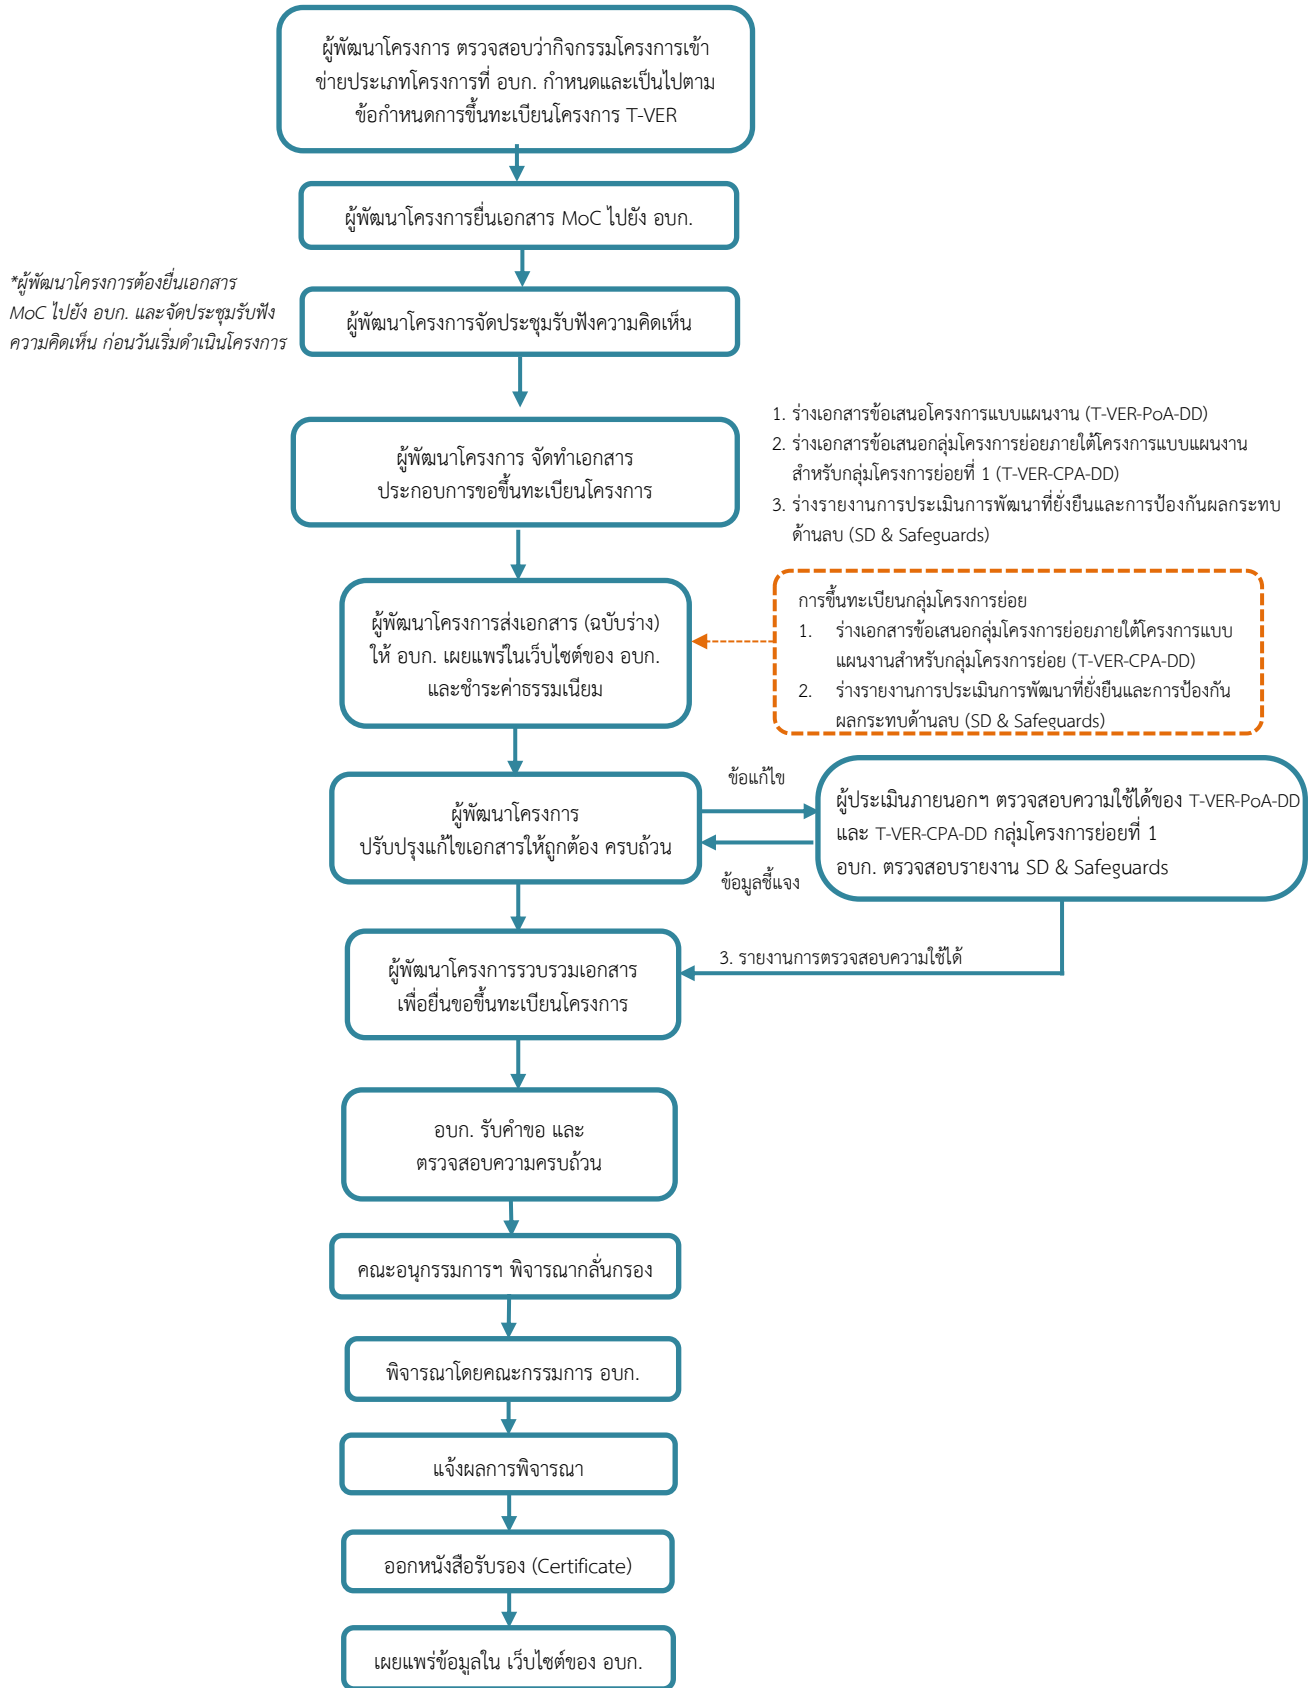 ผู้พัฒนาโครงการ ตรวจสอบว่ากิจกรรมโครงการเข้า
ข่ายประเภทโครงการที่ อบก. กำหนดและเป็นไปตาม
ข้อกำหนดการขึ้นทะเบียนโครงการ T-VER
ผู้พัฒนาโครงการยื่นเอกสาร MoC ไปยัง อบก.
*ผู้พัฒนาโครงการต้องยื่นเอกสาร
MoC ไปยัง อบก. และจัดประชุมรับฟัง
ความคิดเห็น ก่อนวันเริ่มดำเนินโครงการ
ผู้พัฒนาโครงการจัดประชุมรับฟังความคิดเห็น
ผู้พัฒนาโครงการ จัดทำเอกสาร
ประกอบการขอขึ้นทะเบียนโครงการ
1. ร่างเอกสารข้อเสนอโครงการแบบแผนงาน (T-VER-PoA-DD)
2. ร่างเอกสารข้อเสนอกลุ่มโครงการย่อยภายใต้โครงการแบบแผนงาน
สำหรับกลุ่มโครงการย่อยที่ 1 (T-VER-CPA-DD)
3. ร่างรายงานการประเมินการพัฒนาที่ยั่งยืนและการป้องกันผลกระทบ
ด้านลบ (SD & Safeguards)
ผู้พัฒนาโครงการส่งเอกสาร (ฉบับร่าง)
ให้ อบก. เผยแพร่ในเว็บไซต์ของ อบก.
และชำระค่าธรรมเนียม
การขึ้นทะเบียนกลุ่มโครงการย่อย
1. ร่างเอกสารข้อเสนอกลุ่มโครงการย่อยภายใต้โครงการแบบ
แผนงานสำหรับกลุ่มโครงการย่อย (T-VER-CPA-DD)
2. ร่างรายงานการประเมินการพัฒนาที่ยั่งยืนและการป้องกัน
ผลกระทบด้านลบ (SD & Safeguards)
ผู้พัฒนาโครงการ
ปรับปรุงแก้ไขเอกสารให้ถูกต้อง ครบถ้วน
ข้อแก้ไข
ข้อมูลชี้แจง
ผู้ประเมินภายนอกฯ ตรวจสอบความใช้ได้ของ T-VER-PoA-DD
และ T-VER-CPA-DD กลุ่มโครงการย่อยที่ 1
อบก. ตรวจสอบรายงาน SD & Safeguards
3. รายงานการตรวจสอบความใช้ได้
ผู้พัฒนาโครงการรวบรวมเอกสาร
เพื่อยื่นขอขึ้นทะเบียนโครงการ
อบก. รับคำขอ และ
ตรวจสอบความครบถ้วน
คณะอนุกรรมการฯ พิจารณากลั่นกรอง
พิจารณาโดยคณะกรรมการ อบก.
แจ้งผลการพิจารณา
ออกหนังสือรับรอง (Certificate)
เผยแพร่ข้อมูลใน เว็บไซต์ของ อบก.